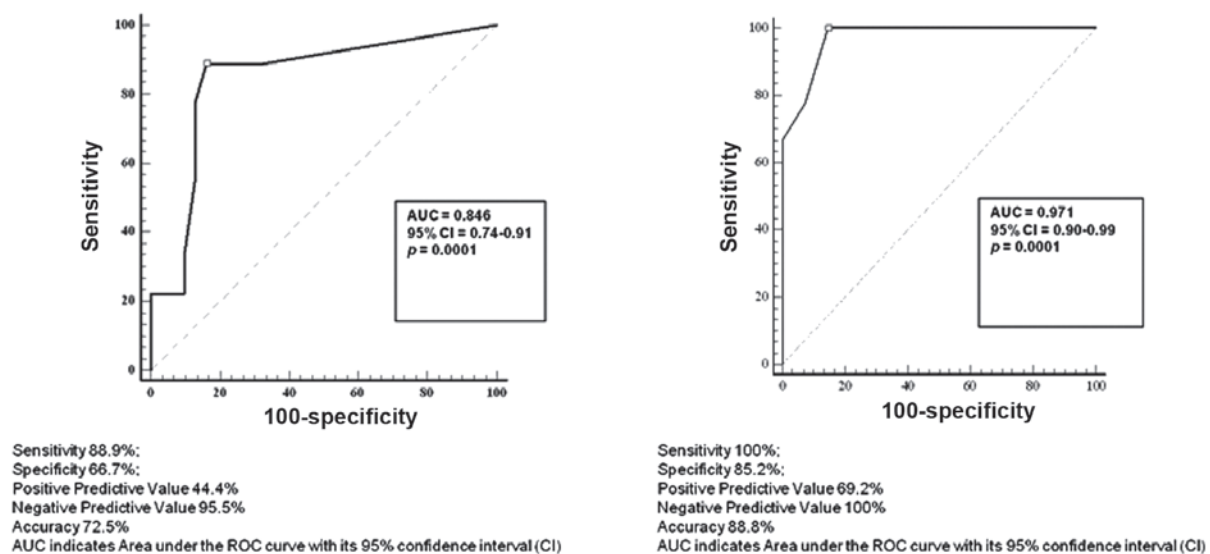 100
80
60
40
20
0
Sensitivity
AUC = 0.846
95% CI = 0.74-0.91
p = 0.0001
0 20 40 60 80 100
100-specificity
Sensitivity 88.9%;
Specificity 66.7%;
Positive Predictive Value 44.4%
Negative Predictive Value 95.5%
Accuracy 72.5%
AUC indicates Area under the ROC curve with its 95% confidence interval (CI)
100
80
60
40
20
0
Sensitivity
AUC = 0.971
95% CI = 0.90-0.99
p = 0.0001
0 20 40 60 80 100
100-specificity
Sensitivity 100%;
Specificity 85.2%;
Positive Predictive Value 69.2%
Negative Predictive Value 100%
Accuracy 88.8%
AUC indicates Area under the ROC curve with its 95% confidence interval (CI)